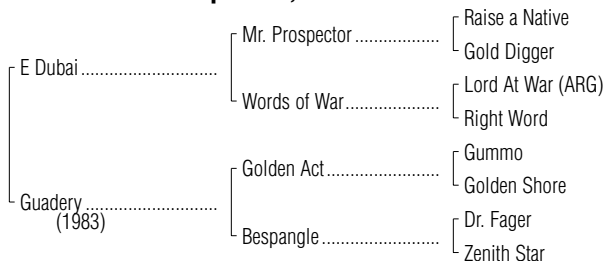 Raise a Native
Mr. Prospector ...................
Gold Digger
E Dubai .............................
Lord At War (ARG)
Words of War.....................
Right Word
Gummo
Golden Act .........................
Golden Shore
Guadery ............................
(1983)
Dr. Fager
Bespangle ..........................
Zenith Star